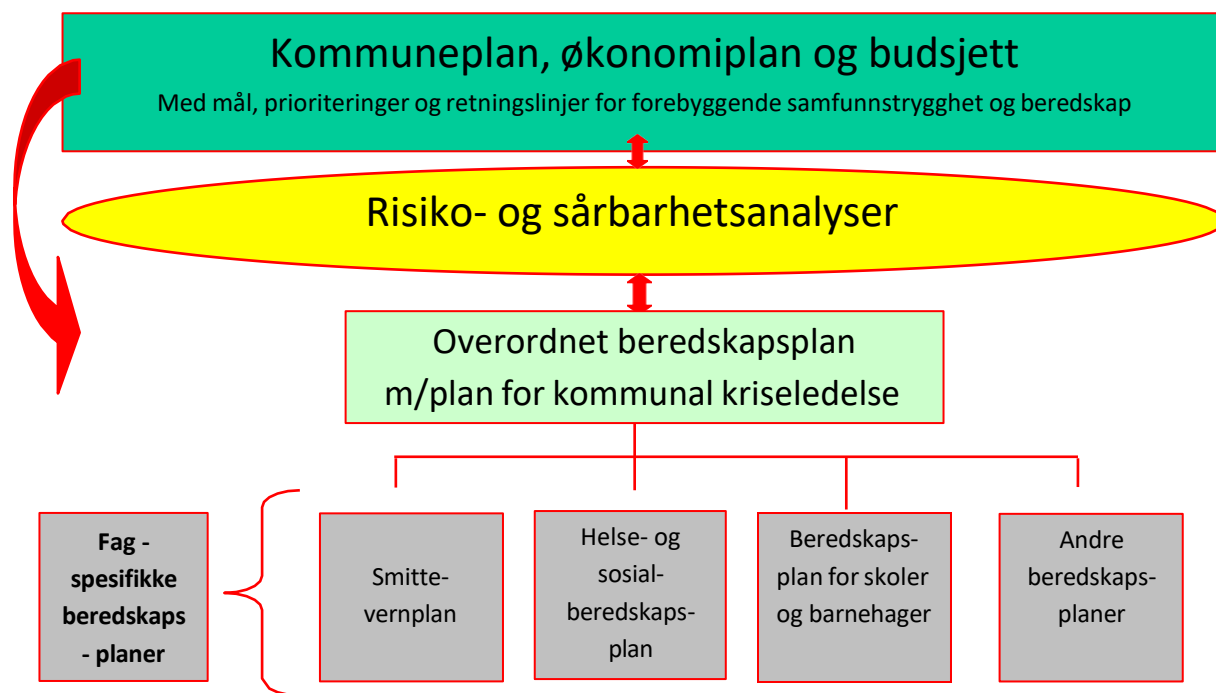 Kommuneplan, økonomiplan og budsjett
Med mål, prioriteringer og retningslinjer for forebyggende samfunnstrygghet og beredskap
Risiko- og sårbarhetsanalyser
Overordnet beredskapsplan
m/plan for kommunal kriseledelse
Fag -
spesifikke
beredskaps
- planer
Smitte-
vernplan
Helse- og
sosial-
beredskaps-
plan
Beredskaps-
plan for skoler
og barnehager
Andre
beredskaps-
planer